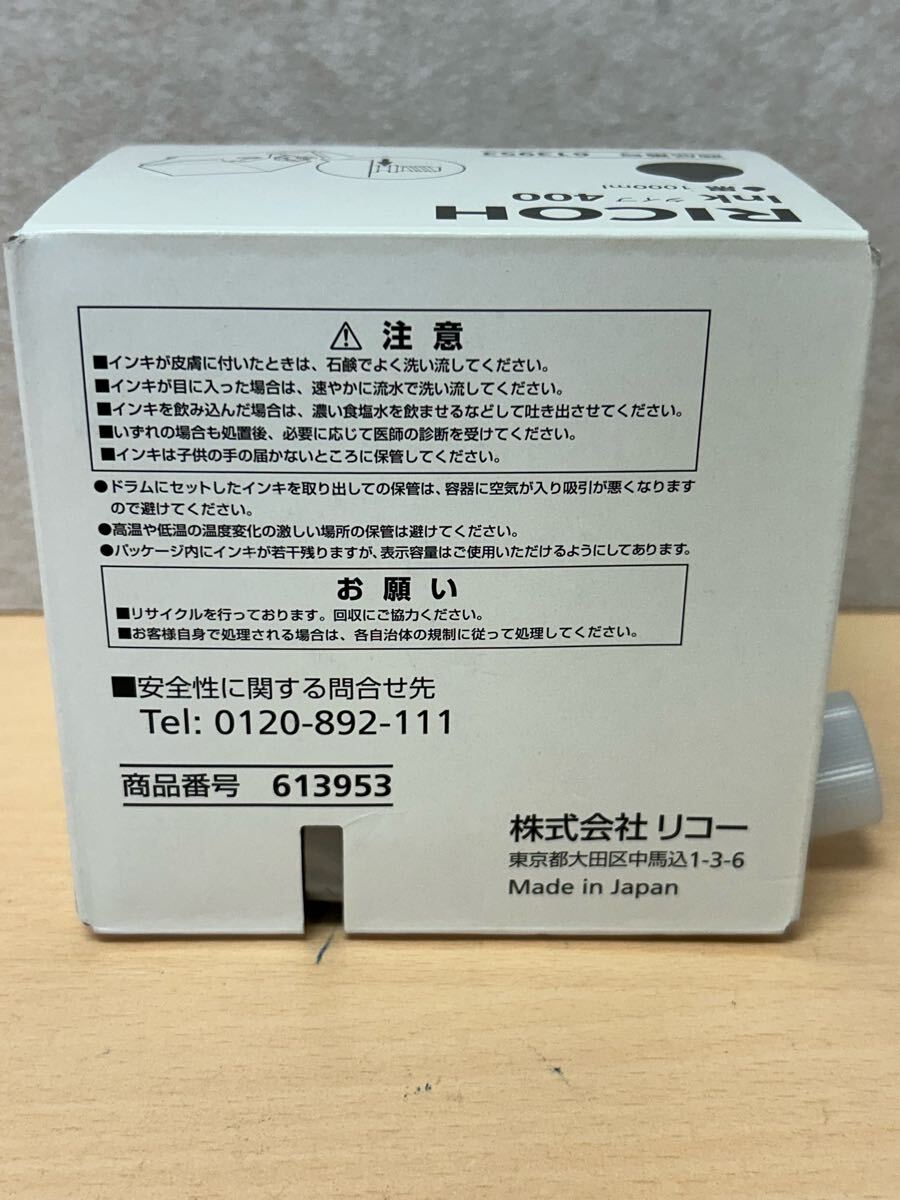 RICOH
Ink タイプ 400
●黒 1000ml
商品番号 613953
注意
■インキが皮膚に付いたときは、石鹸でよく洗い流してください。
■インキが目に入った場合は、速やかに流水で洗い流してください。
■インキを飲み込んだ場合は、濃い食塩水を飲ませるなどして吐き出させてください。
■いずれの場合も処置後、必要に応じて医師の診断を受けてください。
■インキは子供の手の届かないところに保管してください。
●ドラムにセットしたインキを取り出しての保管は、容器に空気が入り吸引が悪くなります
ので避けてください。
●高温や低温の温度変化の激しい場所の保管は避けてください。
●パッケージ内にインキが若干残りますが、表示容量はご使用いただけるようにしてあります。
お願い
■リサイクルを行っております。回収にご協力ください。
■お客様自身で処理される場合は、各自治体の規制に従って処理してください。
■安全性に関する問合せ先
Tel: 0120-892-111
商品番号 613953
株式会社 リコー
東京都大田区中馬込1-3-6
Made in Japan